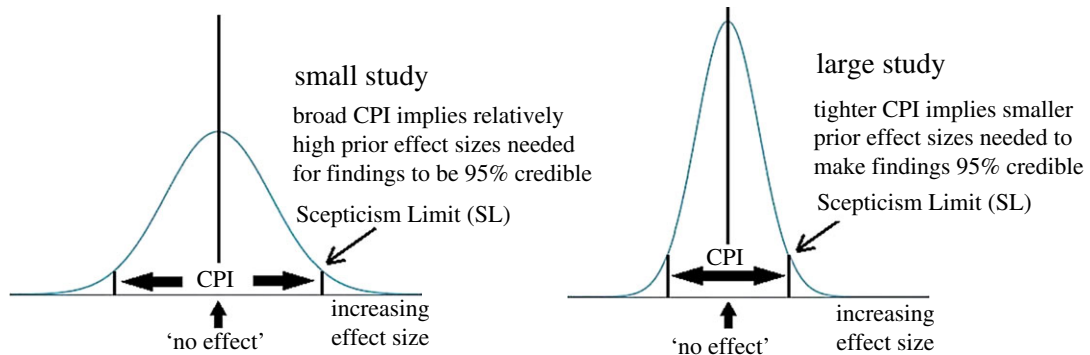 small study
broad CPI implies relatively
high prior effect sizes needed
for findings to be 95% credible
Scepticism Limit (SL)
CPI
increasing
effect size
‘no effect’
large study
tighter CPI implies smaller
prior effect sizes needed to
make findings 95% credible
Scepticism Limit (SL)
CPI
increasing
effect size
‘no effect’